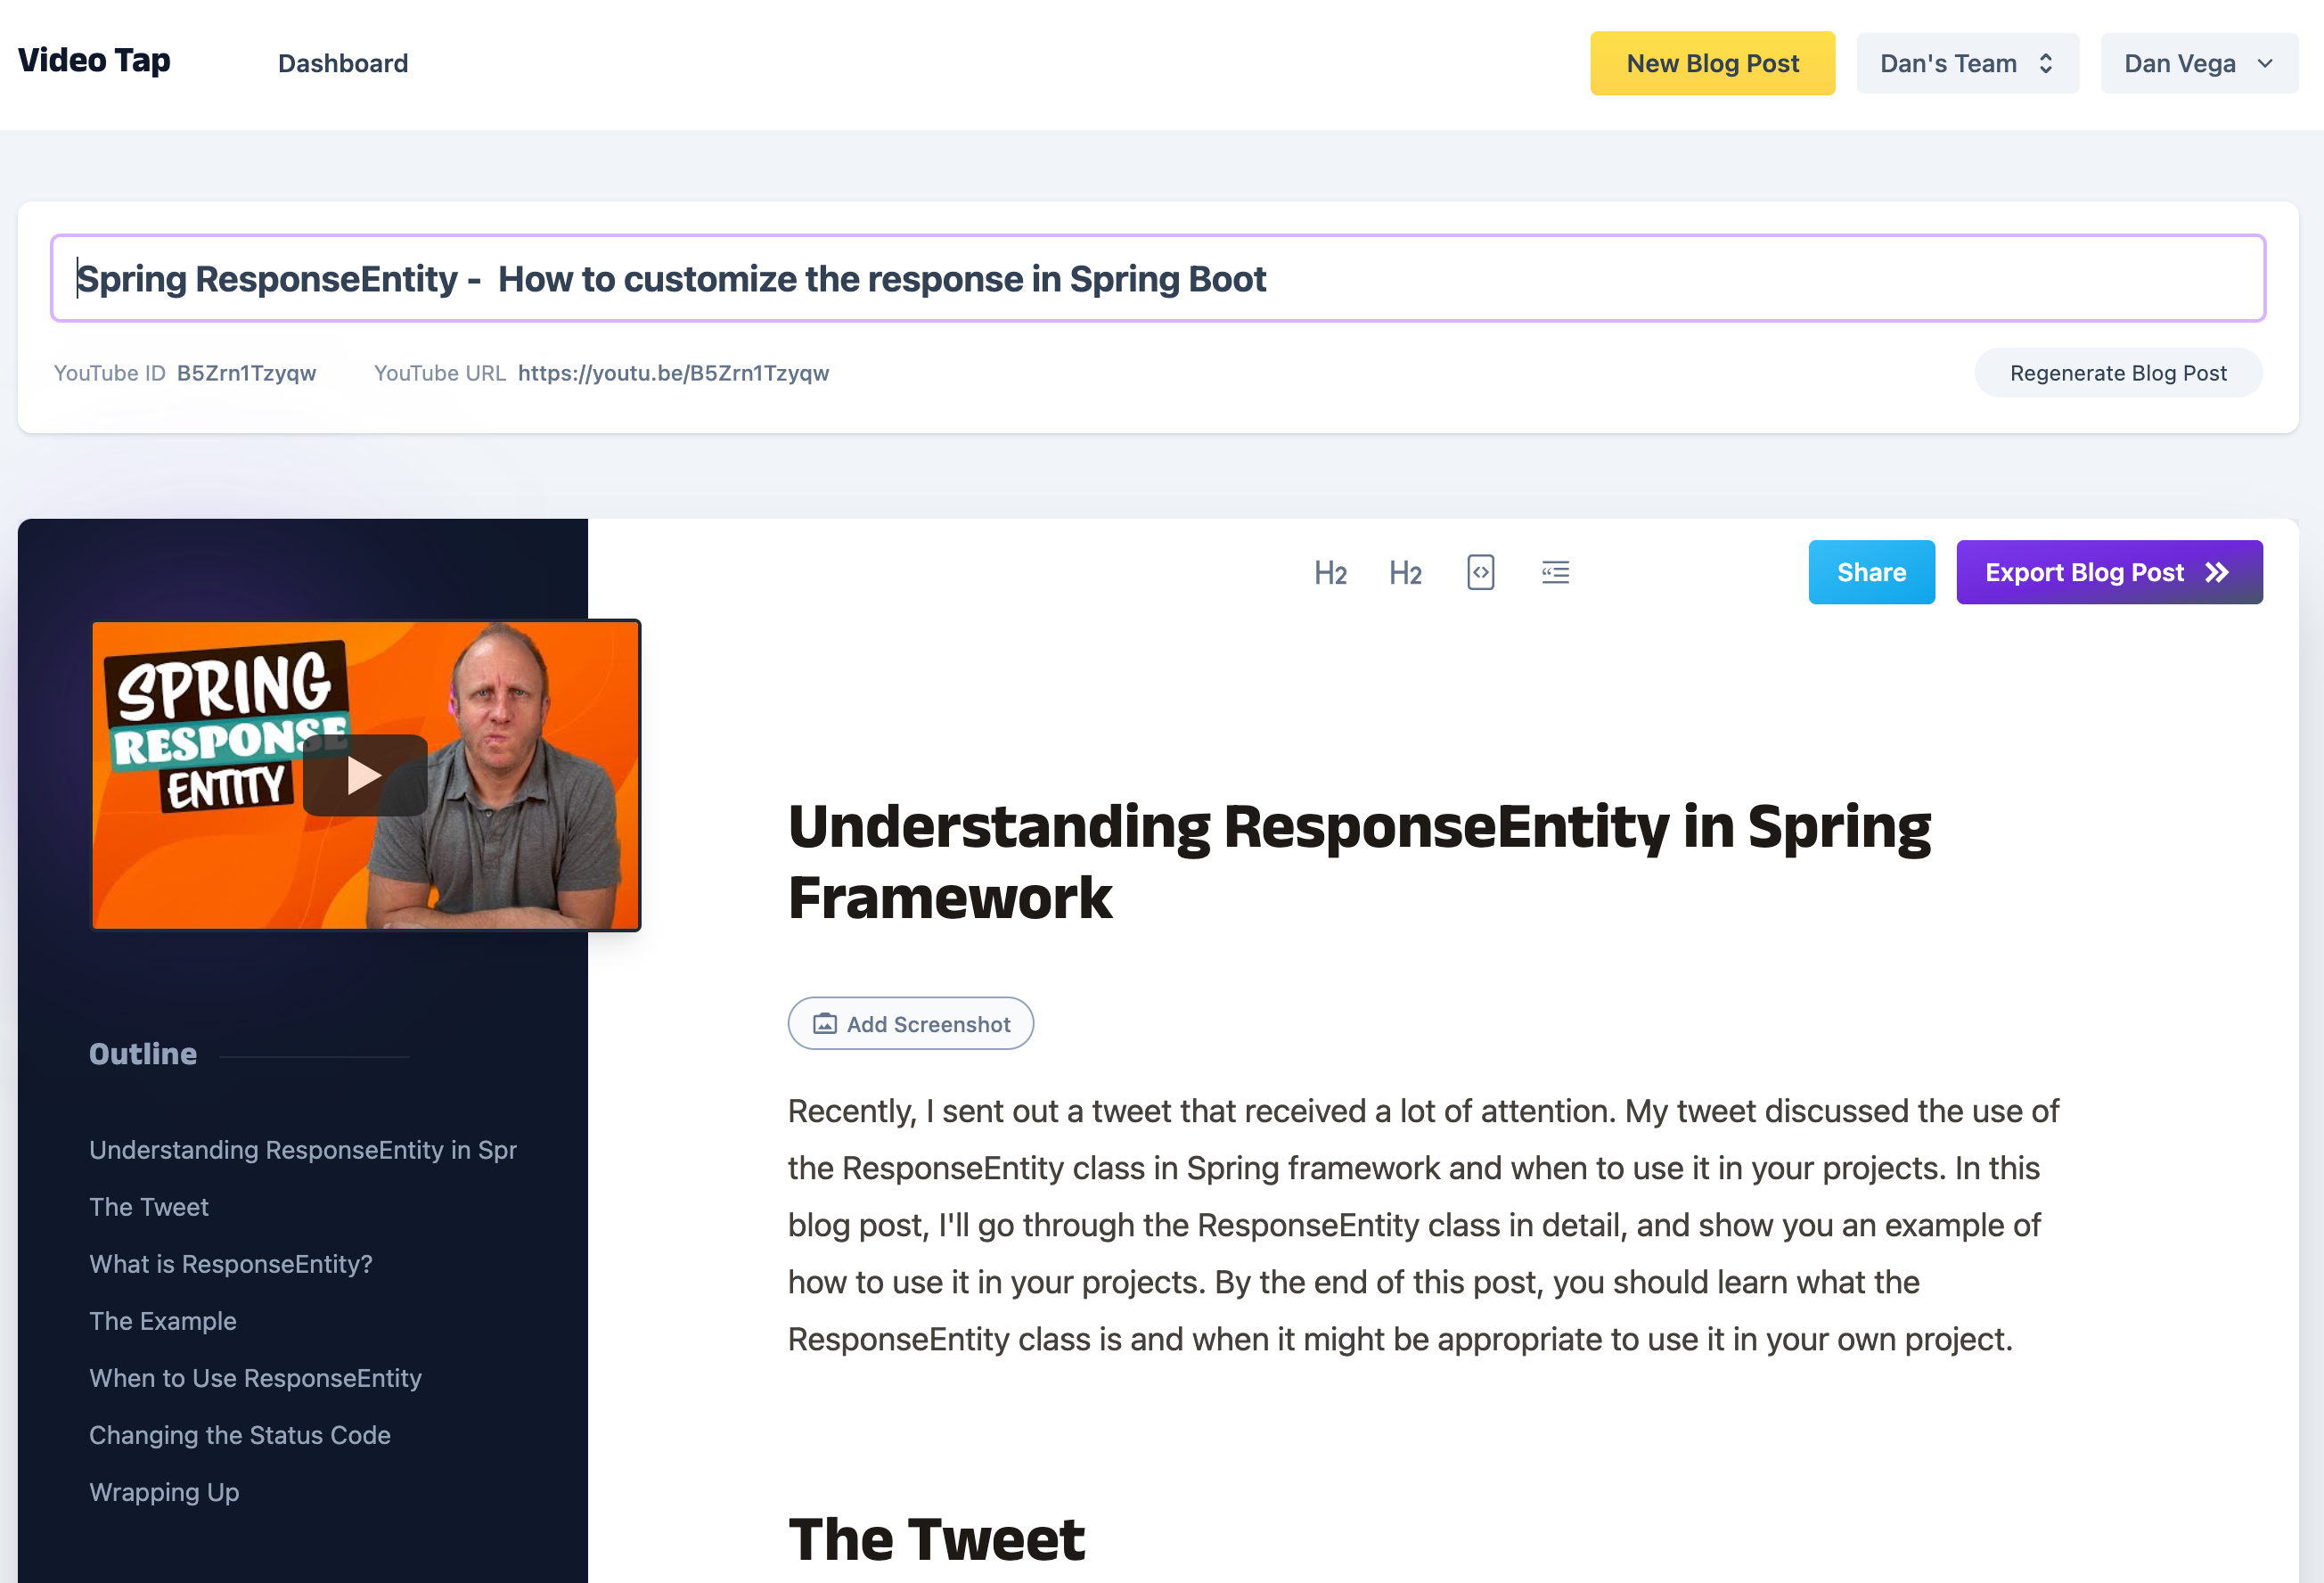 Video Tap
Dashboard
New Blog Post
Dan's Team
Dan Vega
Spring ResponseEntity -  How to customize the response in Spring Boot
YouTube ID B5Zrn1Tzyqw
YouTube URL https://youtu.be/B5Zrn1Tzyqw
Regenerate Blog Post
H2
H2
Share
Export Blog Post
SPRING
RESPONSE
ENTITY
Outline
Understanding ResponseEntity in Spr
The Tweet
What is ResponseEntity?
The Example
When to Use ResponseEntity
Changing the Status Code
Wrapping Up
Understanding ResponseEntity in Spring
Framework
Add Screenshot
Recently, I sent out a tweet that received a lot of attention. My tweet discussed the use of
the ResponseEntity class in Spring framework and when to use it in your projects. In this
blog post, I'll go through the ResponseEntity class in detail, and show you an example of
how to use it in your projects. By the end of this post, you should learn what the
ResponseEntity class is and when it might be appropriate to use it in your own project.
The Tweet